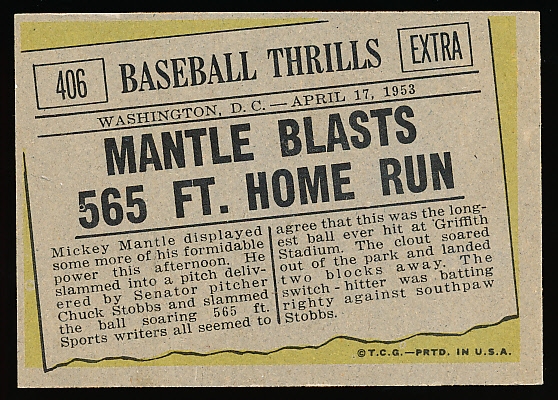 406
BASEBALL THRILLS
EXTRA
WASHINGTON, D. C.—APRIL 17, 1953
MANTLE BLASTS
565 FT. HOME RUN
Mickey Mantle displayed
some more of his formidable
power this afternoon. He
slammed into a pitch deliv-
ered by Senator pitcher
Chuck Stobbs and slammed
the ball soaring 565 ft.
Sports writers all seemed to
agree that this was the long-
est ball ever hit at Griffith
Stadium. The clout soared
out of the park and landed
two blocks away. The
switch-hitter was batting
righty against southpaw
Stobbs.
©T.C.G.—PRTD. IN U.S.A.